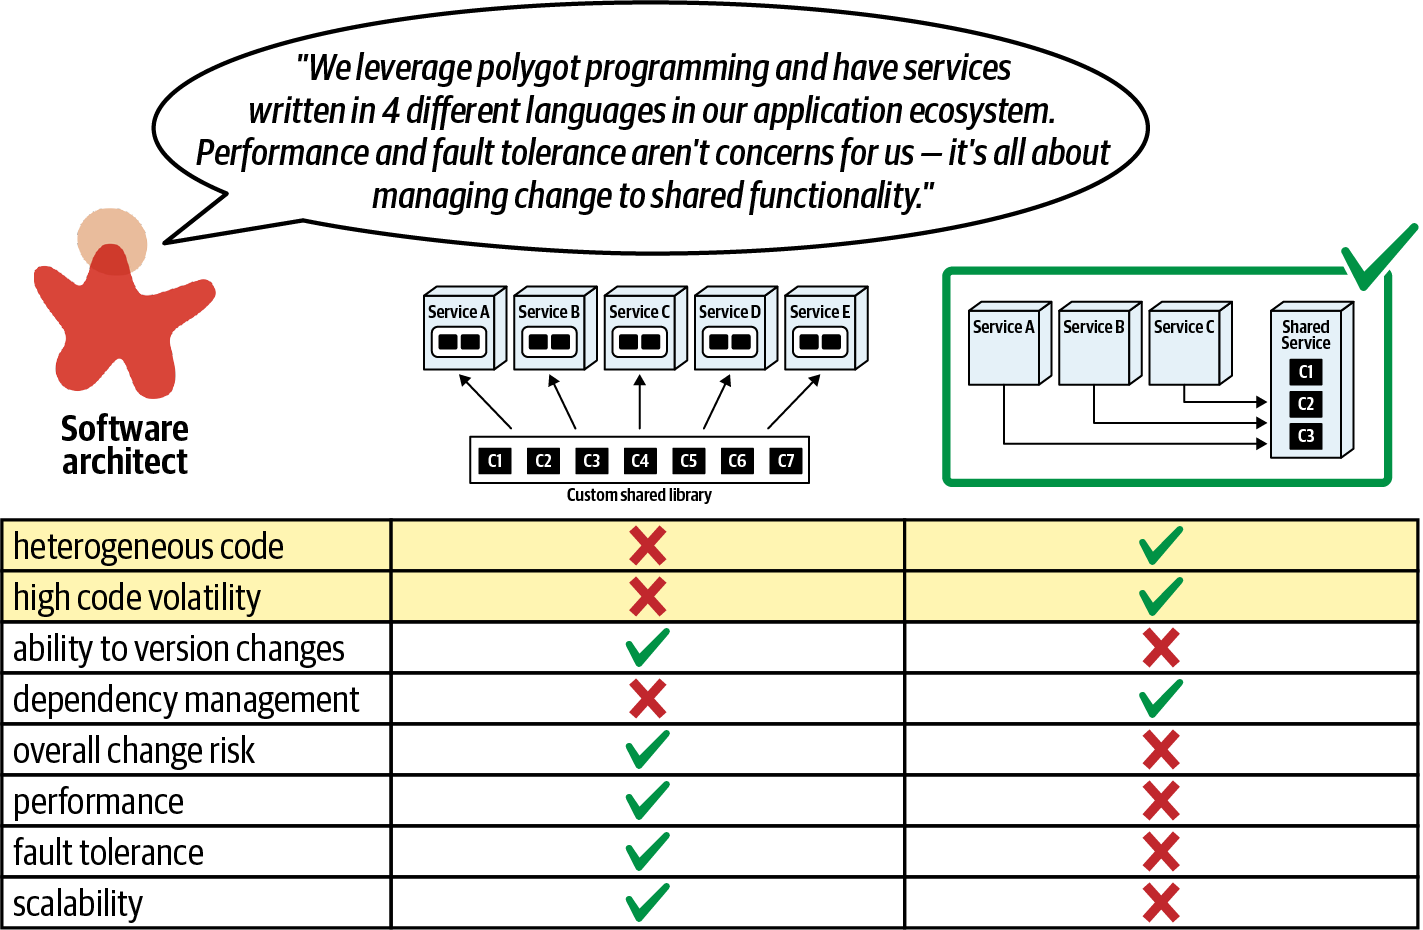 "We leverage polygot programming and have services
written in 4 different languages in our application ecosystem.
Performance and fault tolerance aren't concerns for us — it's all about
managing change to shared functionality."
Software
architect
Service A
Service B
Service C
Service D
Service E
C1
C2
C3
C4
C5
C6
C7
Custom shared library
Service A
Service B
Service C
Shared
Service
C1
C2
C3
heterogeneous code
high code volatility
ability to version changes
dependency management
overall change risk
performance
fault tolerance
scalability